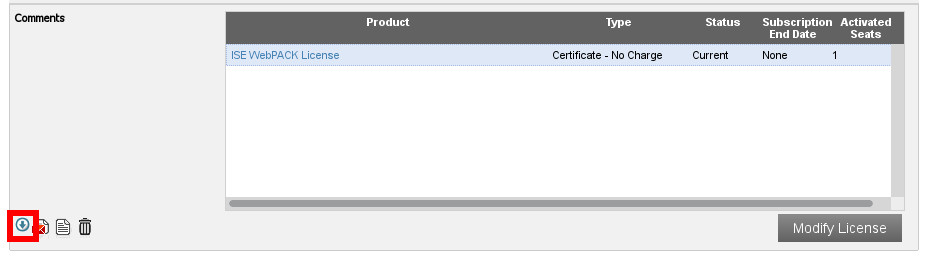 Comments
Product Type Status Subscription End Date Activated Seats
ISE WebPACK License Certificate - No Charge Current None 1
Modify License